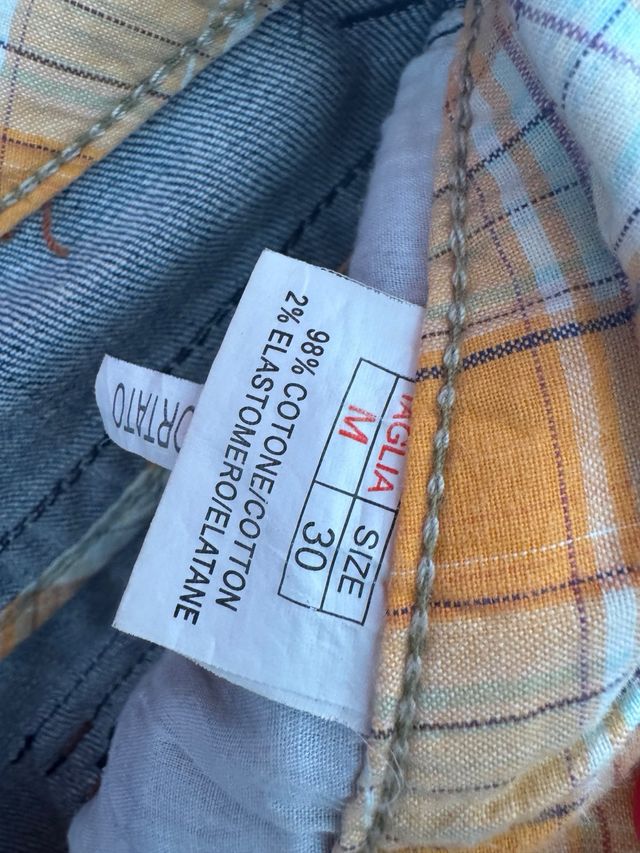 TAGLIA SIZE
M 30
98% COTONE/COTTON
2% ELASTOMERO/ELATANE
ORTATO